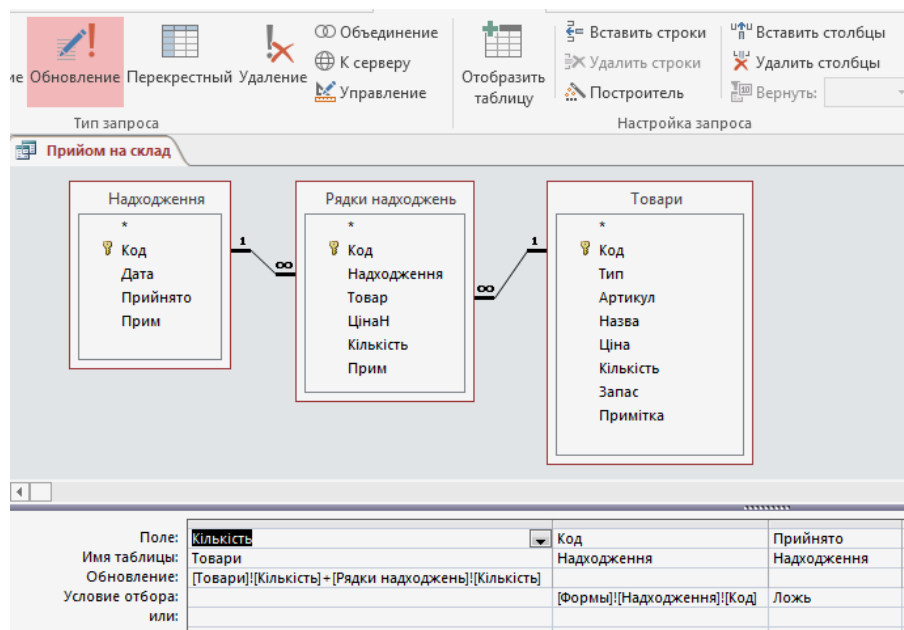 ие Обновление Перекрестный Удаление
Объединение
К серверу
Управление
Тип запроса
Отобразить
таблицу
Вставить строки
Удалить строки
Построитель
Вставить столбцы
Удалить столбцы
Вернуть:
Настройка запроса
Прийом на склад
Надходження
*
Код
Дата
Прийнято
Прим
1
∞
Рядки надходжень
*
Код
Надходження
Товар
ЦінаН
Кількість
Прим
∞
1
Товари
*
Код
Тип
Артикул
Назва
Ціна
Кількість
Запас
Примітка
Поле: Кількість Код Прийнято
Имя таблицы: Товари Надходження Надходження
Обновление: [Товари]![Кількість]+[Рядки надходжень]![Кількість]
Условие отбора: [Формы]![Надходження]![Код] Ложь
или: